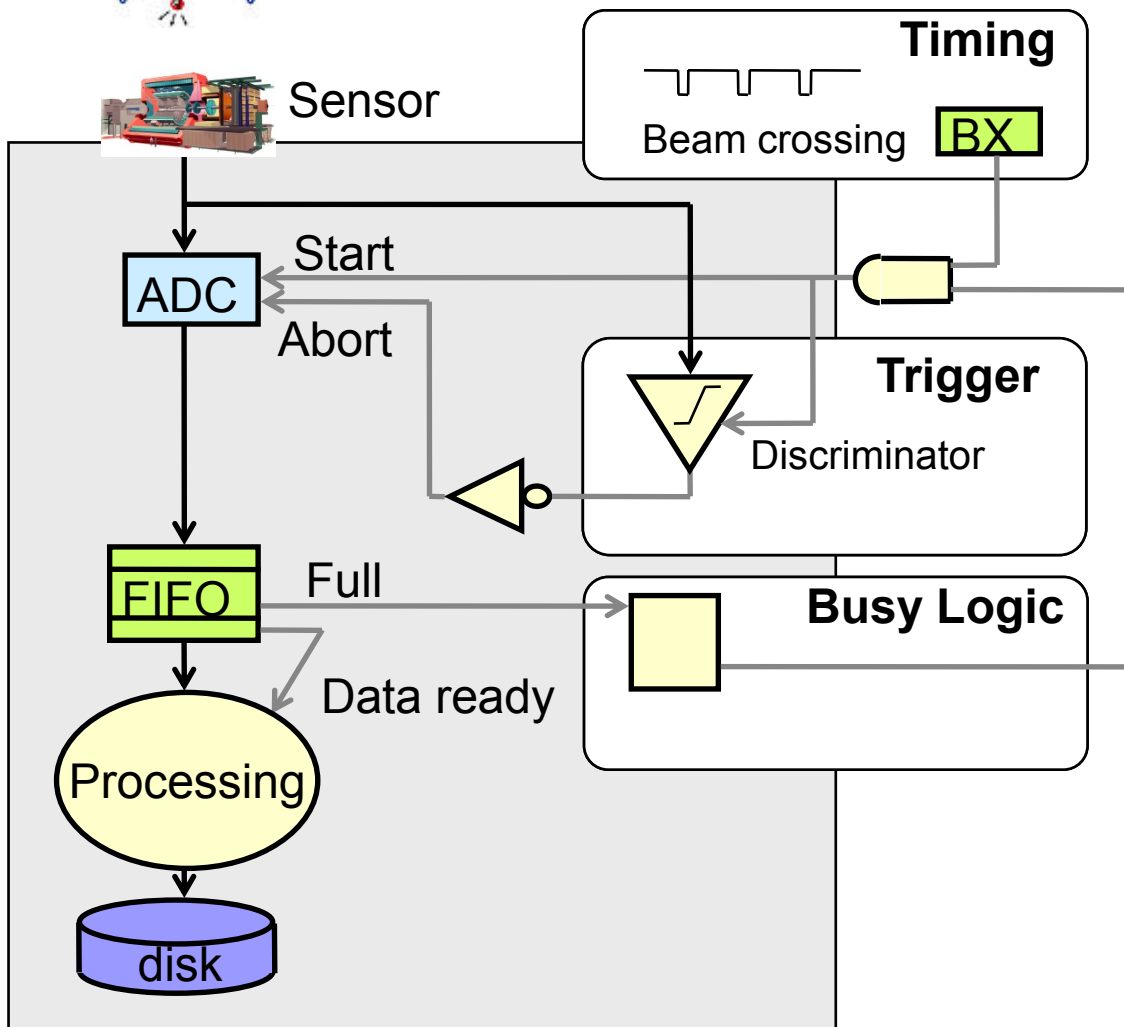 Timing
Sensor
Beam crossing
BX
Start
ADC
Abort
Trigger
Discriminator
FIFO
Full
Busy Logic
Data ready
Processing
disk